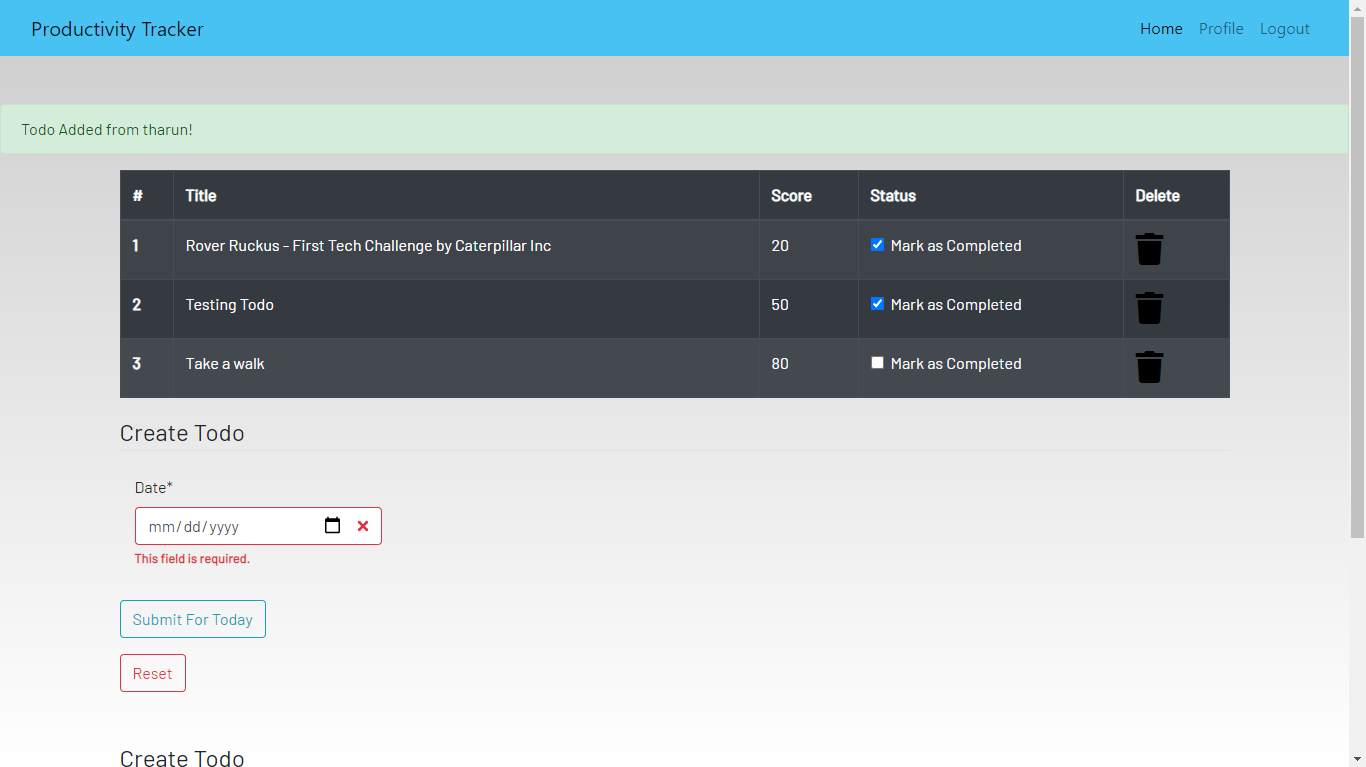 Productivity Tracker Home Profile Logout
Todo Added from tharun!
# Title Score Status Delete
1 Rover Ruckus - First Tech Challenge by Caterpillar Inc 20 Mark as Completed
2 Testing Todo 50 Mark as Completed
3 Take a walk 80 Mark as Completed
Create Todo
Date*
mm/dd/yyyy
This field is required.
Submit For Today
Reset
Create Todo